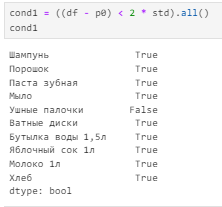 cond1 = ((df - p0) < 2 * std).all()
cond1
Шампунь True
Порошок True
Паста зубная True
Мыло True
Ушные палочки False
Ватные диски True
Бутылка воды 1,5л True
Яблочный сок 1л True
Молоко 1л True
Хлеб True
dtype: bool